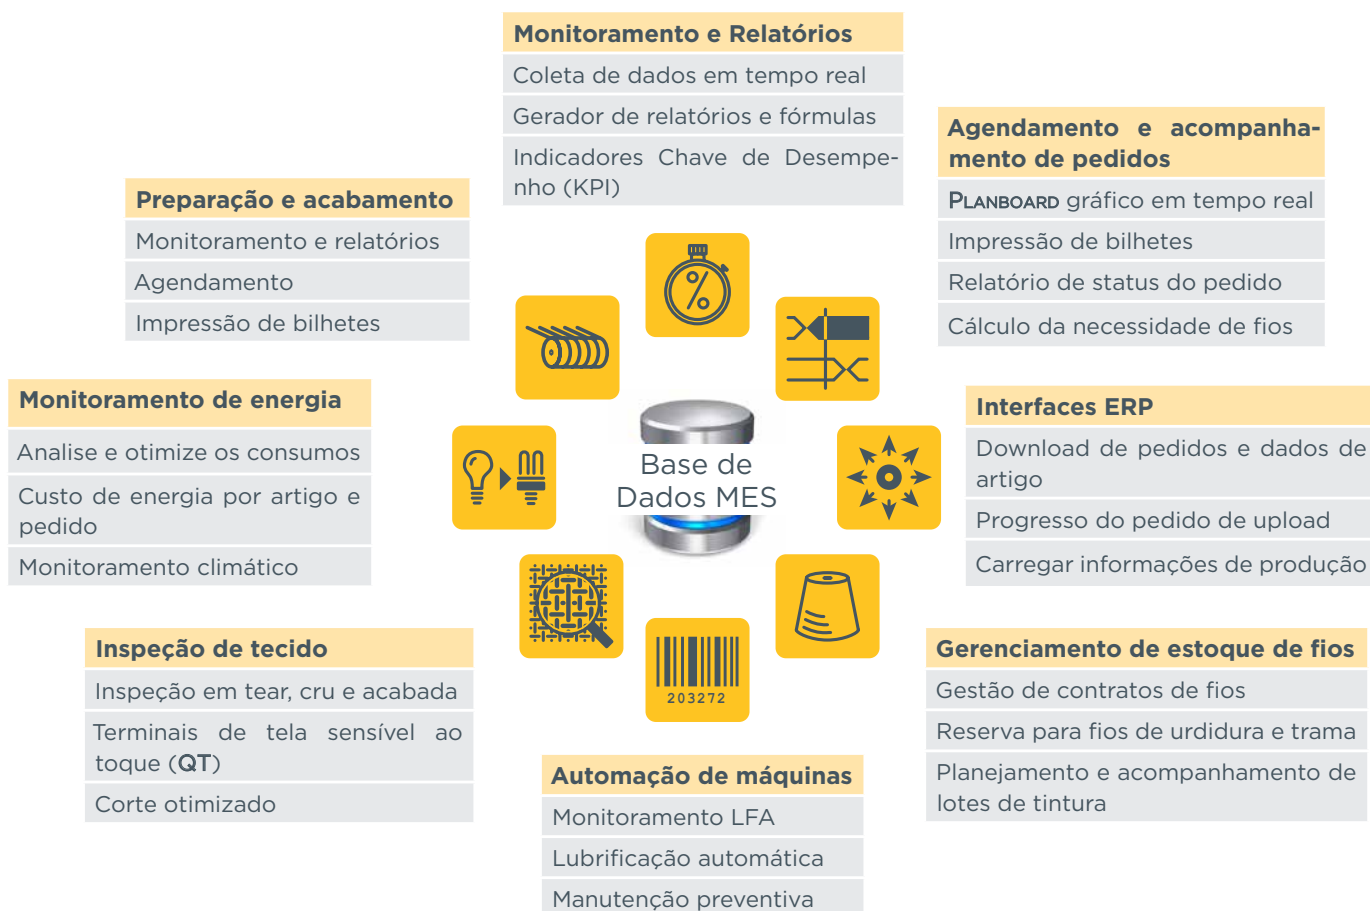 Monitoramento e Relatórios
Coleta de dados em tempo real
Gerador de relatórios e fórmulas
Indicadores Chave de Desempe-
nho (KPI)
Agendamento e acompanha-
mento de pedidos
PLANBOARD gráfico em tempo real
Impressão de bilhetes
Relatório de status do pedido
Cálculo da necessidade de fios
Preparação e acabamento
Monitoramento e relatórios
Agendamento
Impressão de bilhetes
Monitoramento de energia
Analise e otimize os consumos
Custo de energia por artigo e
pedido
Monitoramento climático
Base de
Dados MES
Interfaces ERP
Download de pedidos e dados de
artigo
Progresso do pedido de upload
Carregar informações de produção
Inspeção de tecido
Inspeção em tear, cru e acabada
Terminais de tela sensível ao
toque (QT)
Corte otimizado
203272
Automação de máquinas
Monitoramento LFA
Lubrificação automática
Manutenção preventiva
Gerenciamento de estoque de fios
Gestão de contratos de fios
Reserva para fios de urdidura e trama
Planejamento e acompanhamento de
lotes de tintura